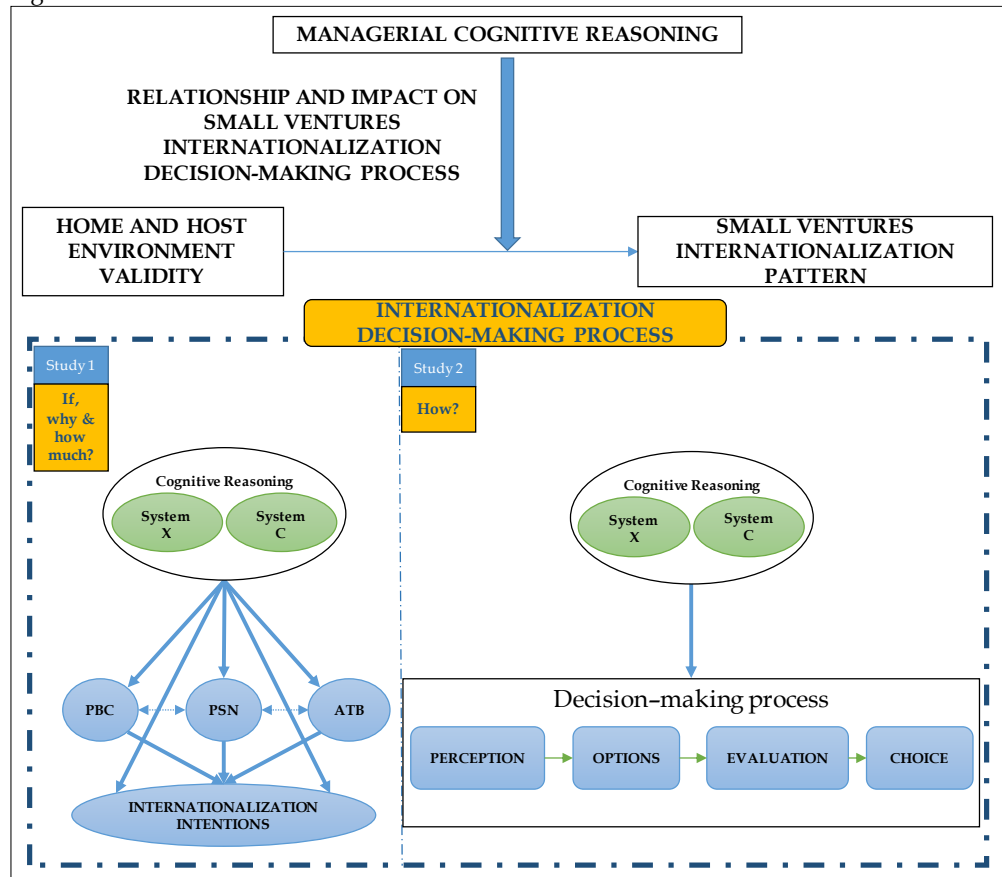 MANAGERIAL COGNITIVE REASONING
RELATIONSHIP AND IMPACT ON
SMALL VENTURES
INTERNATIONALIZATION
DECISION-MAKING PROCESS
HOME AND HOST
ENVIRONMENT
VALIDITY
SMALL VENTURES
INTERNATIONALIZATION
PATTERN
INTERNATIONALIZATION
DECISION-MAKING PROCESS
Study 1
If,
why &
how
much?
Cognitive Reasoning
System
X
System
C
PBC
PSN
ATB
INTERNATIONALIZATION
INTENTIONS
Study 2
How?
Cognitive Reasoning
System
X
System
C
Decision–making process
PERCEPTION
OPTIONS
EVALUATION
CHOICE